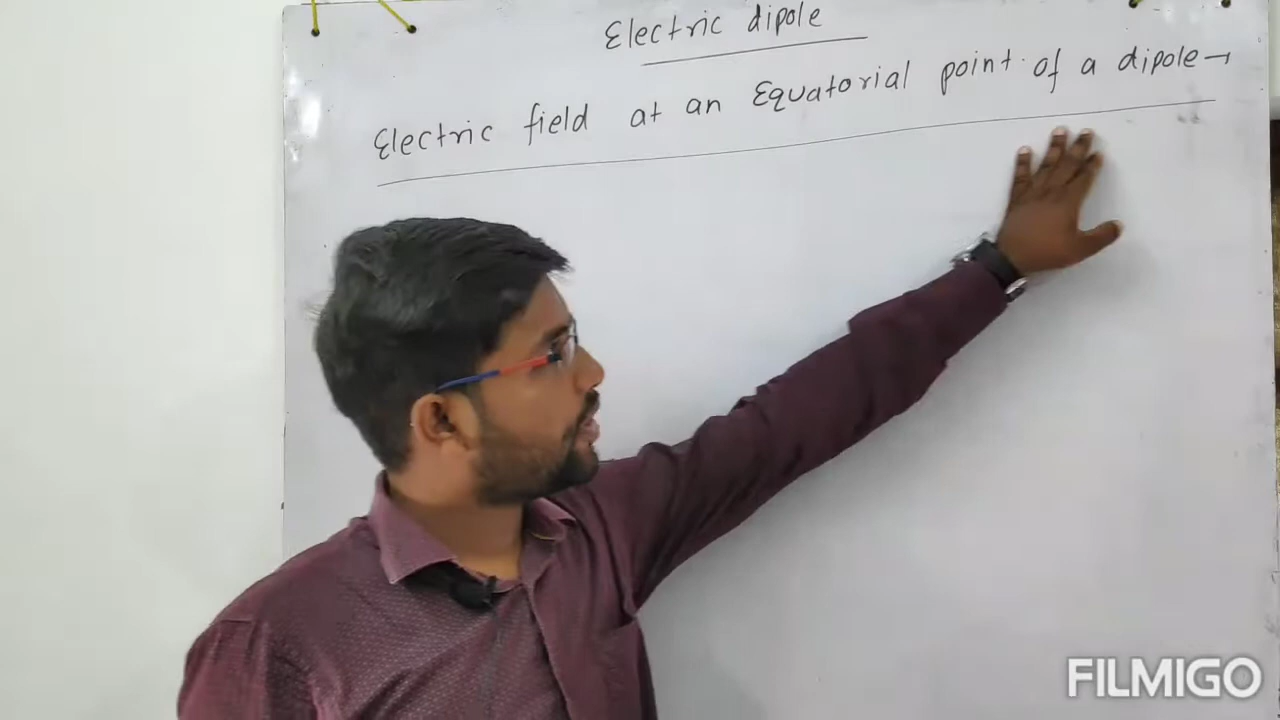 Electric dipole
Electric field at an Equatorial point of a dipole →
FILMIGO